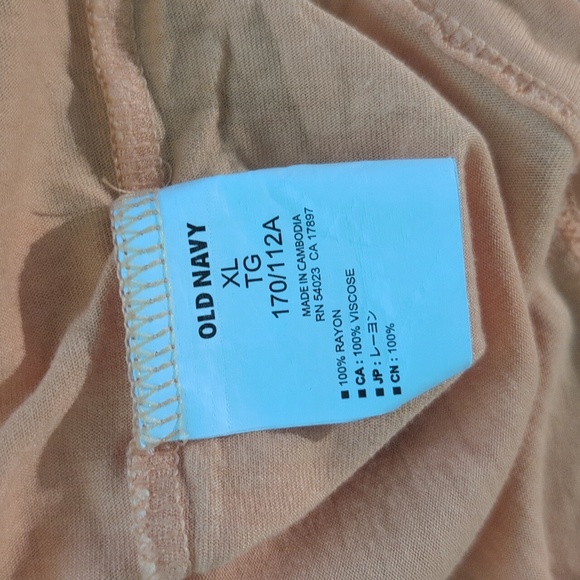 OLD NAVY
XL
TG
170/112A
MADE IN CAMBODIA
RN 54023 CA 17897
■ 100% RAYON
■ CA : 100% VISCOSE
■ JP : レーヨン
■ CN : 100%